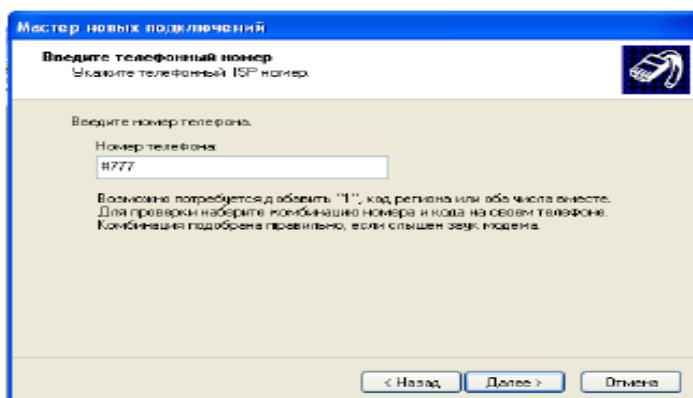 Мастер новых подключений
Введите телефонный номер
Укажите телефонный ISP номер.
Введите номер телефона.
Номер телефона:
#777
Возможно потребуется добавить "1", код региона или оба числа вместе.
Для проверки наберите комбинацию номера и кода на своем телефоне.
Комбинация подобрана правильно, если слышен звук модема.
< Назад
Далее >
Отмена